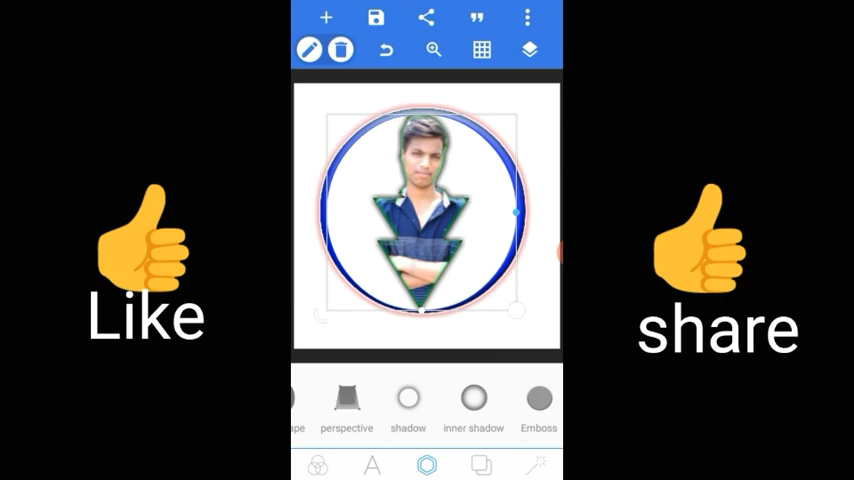 Like
share
ape
perspective
shadow
inner shadow
Emboss